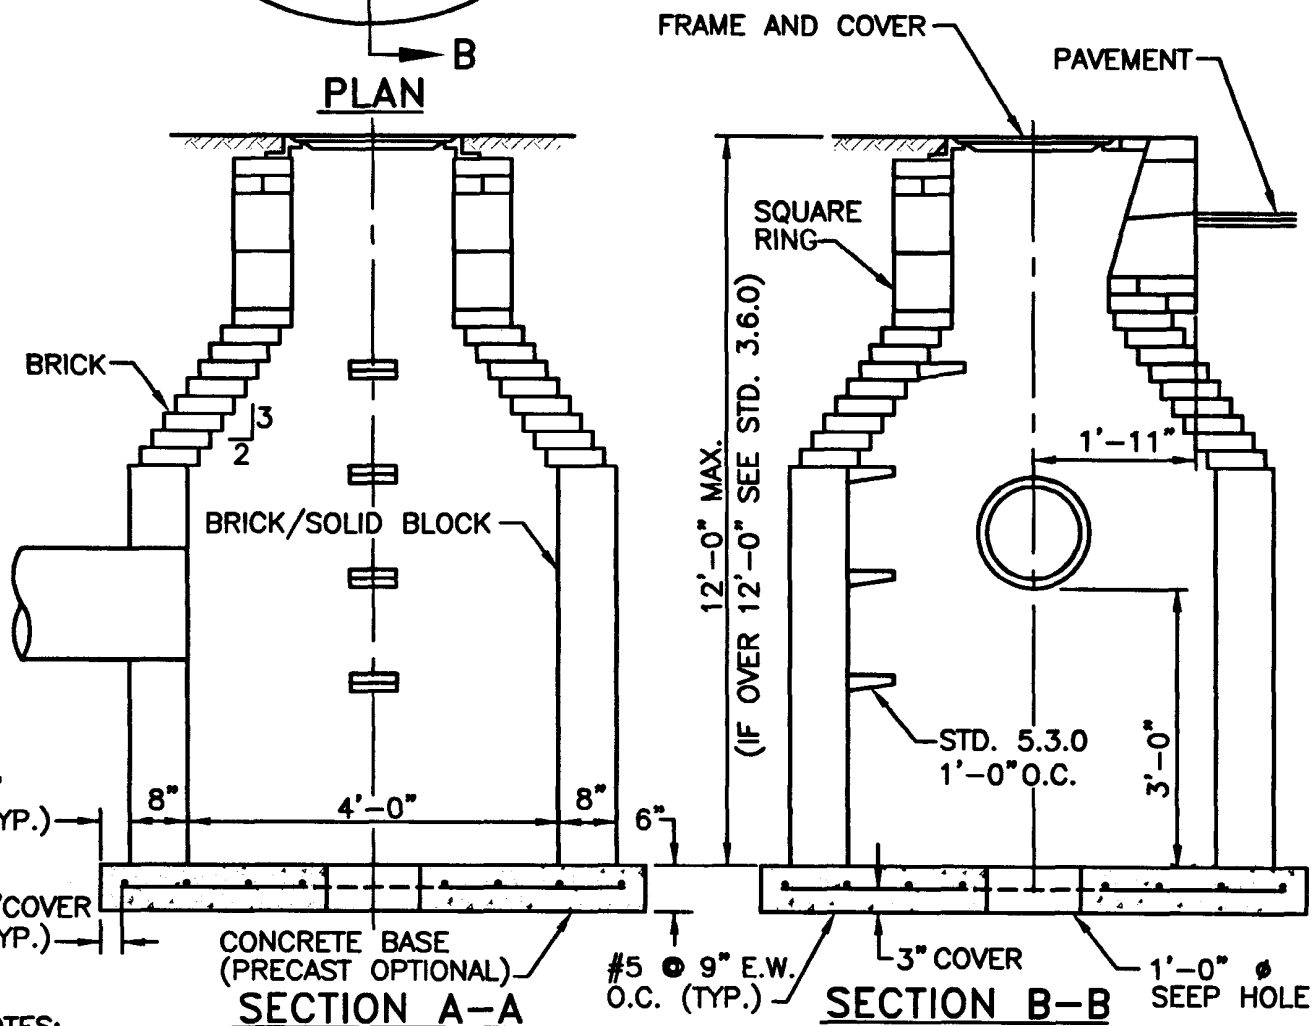 B
PLAN
FRAME AND COVER
PAVEMENT
SQUARE
RING
BRICK
3
2
BRICK/SOLID BLOCK
12'-0" MAX.
(IF OVER 12'-0" SEE STD. 3.6.0)
1'-11"
STD. 5.3.0
1'-0" O.C.
3'-0"
8"
4'-0"
8"
6"
YP.)
"COVER
YP.)
CONCRETE BASE
(PRECAST OPTIONAL)
SECTION A-A
#5 @ 9" E.W.
O.C. (TYP.)
3" COVER
1'-0" ø
SEEP HOLE
SECTION B-B
OTES: